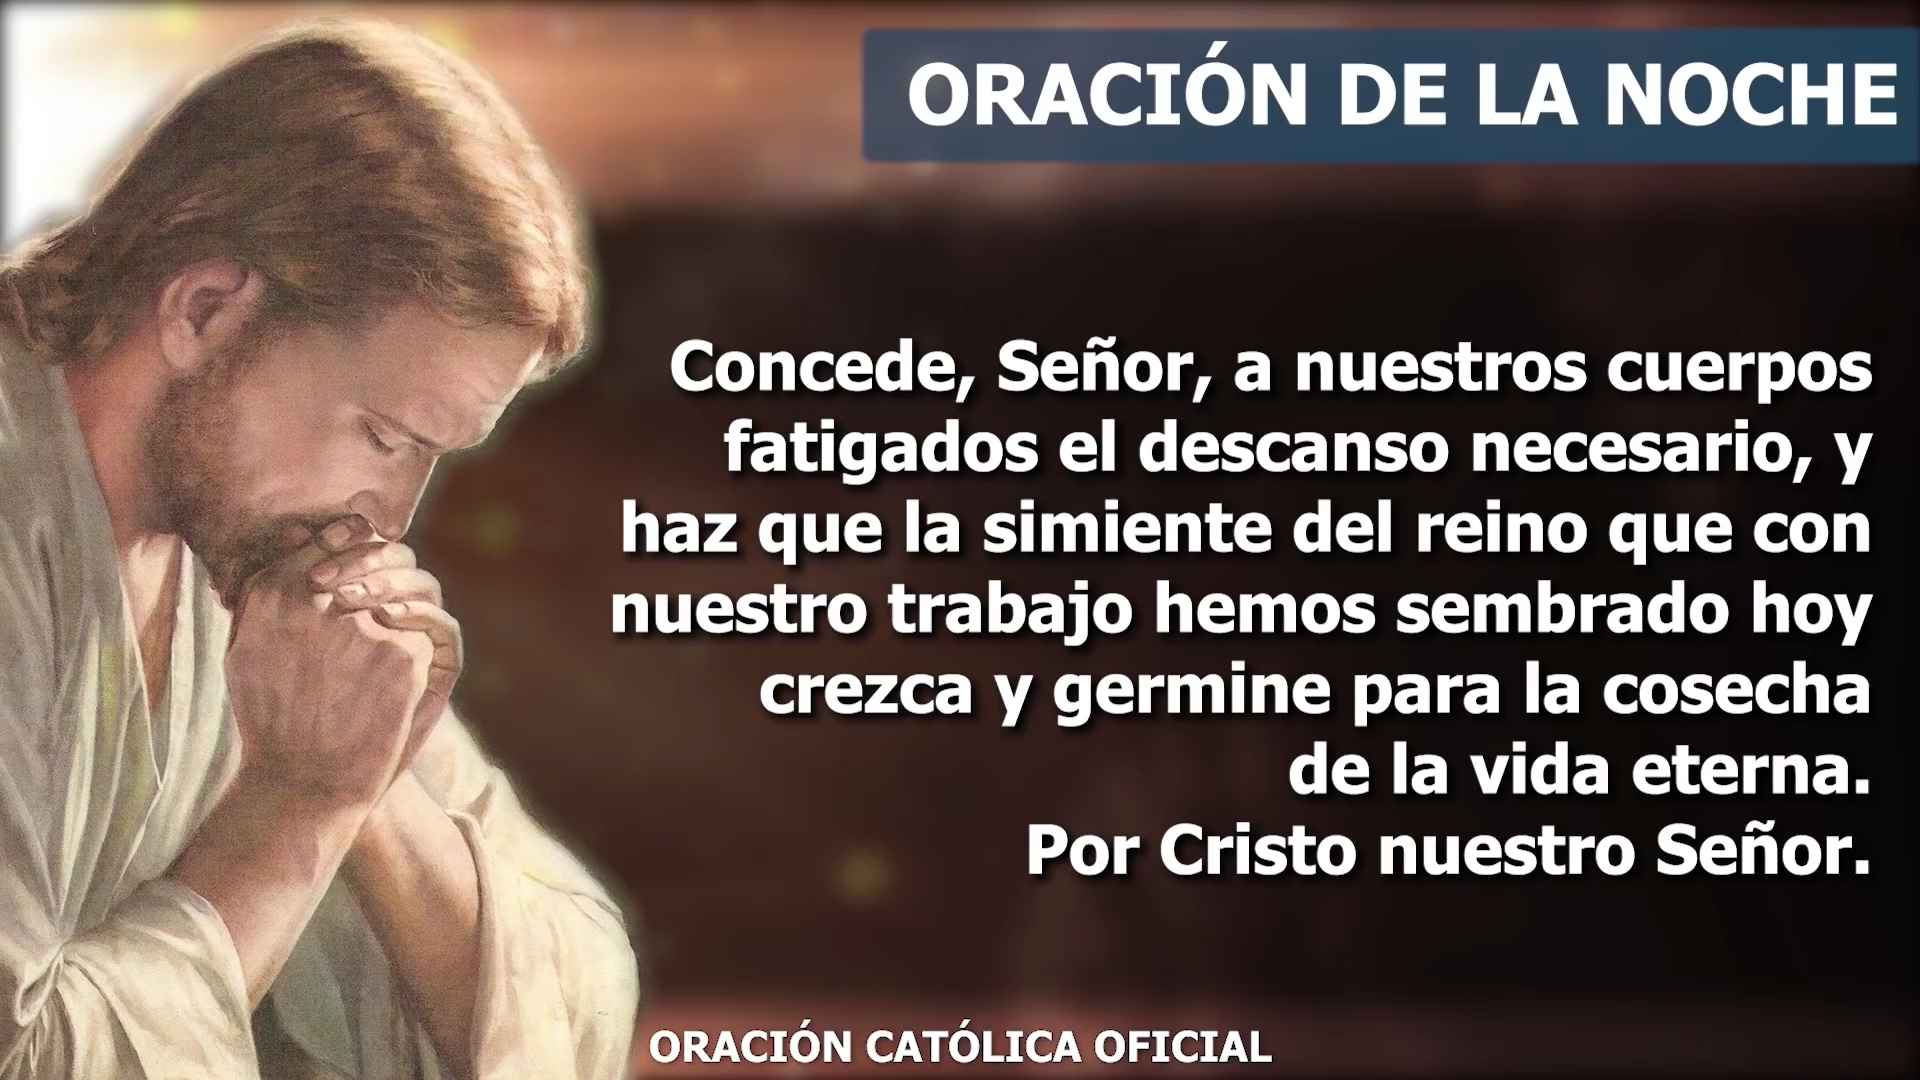 ORACIÓN DE LA NOCHE
Concede, Señor, a nuestros cuerpos
fatigados el descanso necesario, y
haz que la simiente del reino que con
nuestro trabajo hemos sembrado hoy
crezca y germine para la cosecha
de la vida eterna.
Por Cristo nuestro Señor.
ORACIÓN CATÓLICA OFICIAL